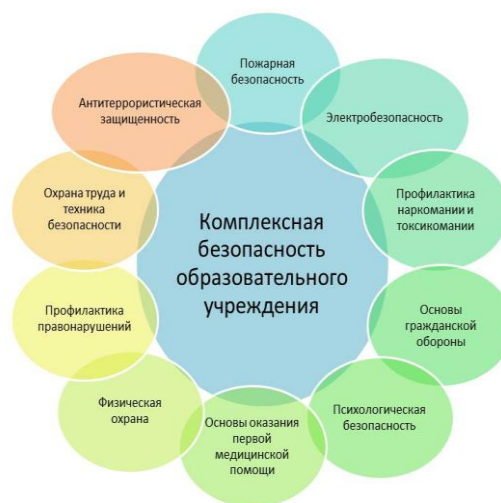 Пожарная
безопасность
Электробезопасность
Профилактика
наркомании и
токсикомании
Основы
гражданской
обороны
Психологическая
безопасность
Основы оказания
первой
медицинской
помощи
Физическая
охрана
Профилактика
правонарушений
Охрана труда и
техника
безопасности
Антитеррористическая
защищенность
Комплексная
безопасность
образовательного
учреждения